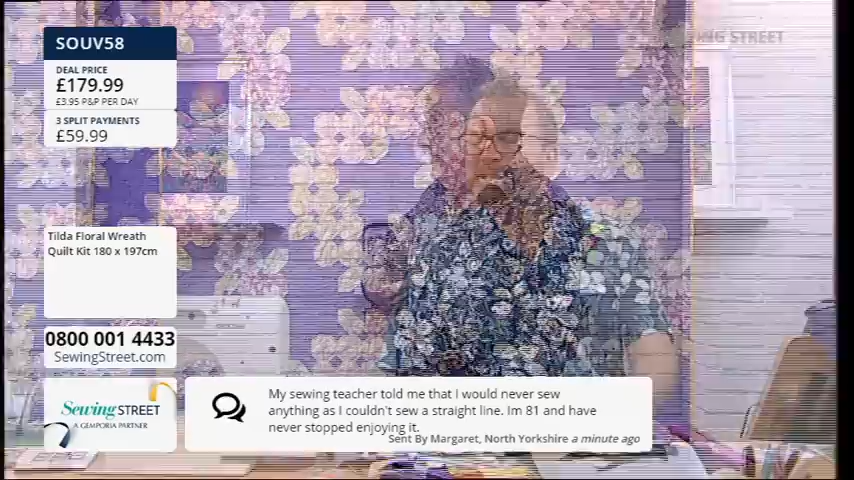 SOUV58
SEWING STREET
DEAL PRICE
£179.99
£3.95 P&P PER DAY
3 SPLIT PAYMENTS
£59.99
Tilda Floral Wreath
Quilt Kit 180 x 197cm
0800 001 4433
SewingStreet.com
Sewing STREET
A GEMPORIA PARTNER
My sewing teacher told me that I would never sew
anything as I couldn't sew a straight line. Im 81 and have
never stopped enjoying it.
Sent By Margaret, North Yorkshire a minute ago